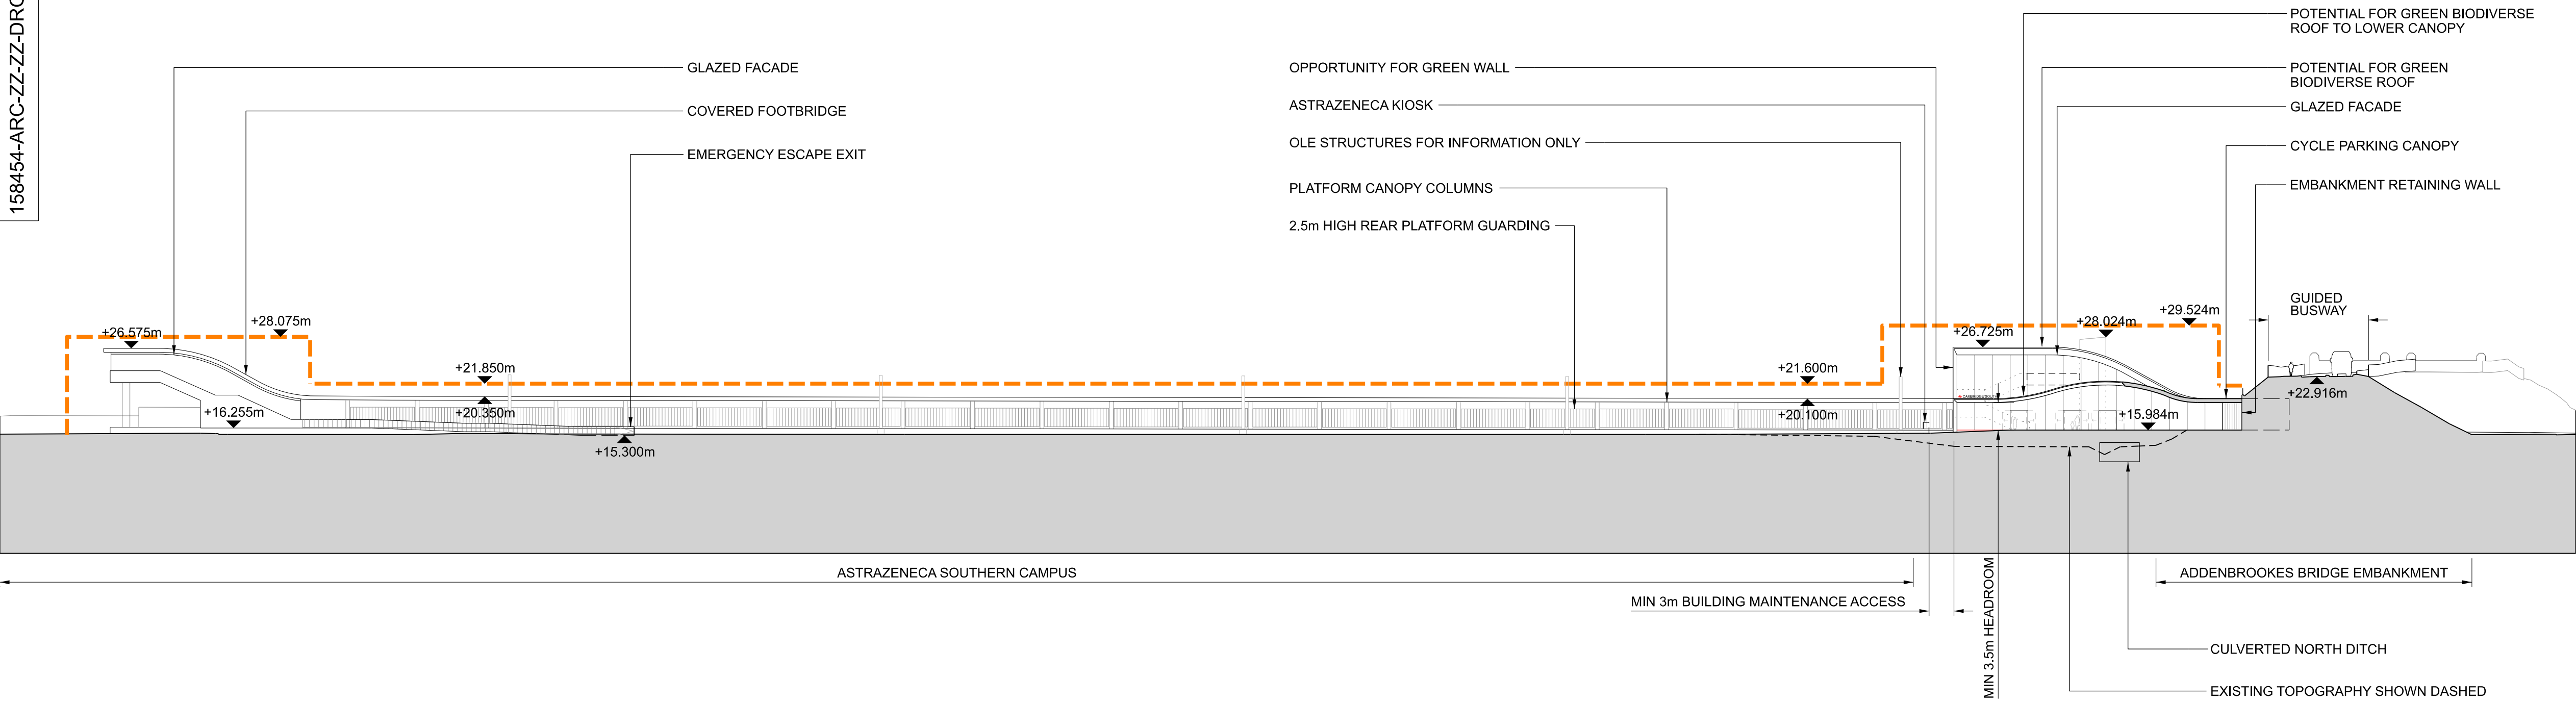 158454-ARC-ZZ-ZZ-DRG
GLAZED FACADE
COVERED FOOTBRIDGE
EMERGENCY ESCAPE EXIT
OPPORTUNITY FOR GREEN WALL
ASTRAZENECA KIOSK
OLE STRUCTURES FOR INFORMATION ONLY
PLATFORM CANOPY COLUMNS
2.5m HIGH REAR PLATFORM GUARDING
POTENTIAL FOR GREEN BIODIVERSE
ROOF TO LOWER CANOPY
POTENTIAL FOR GREEN
BIODIVERSE ROOF
GLAZED FACADE
CYCLE PARKING CANOPY
EMBANKMENT RETAINING WALL
GUIDED
BUSWAY
+26.575m
+28.075m
+21.850m
+20.350m
+16.255m
+15.300m
+21.600m
+20.100m
+26.725m
+28.024m
+29.524m
+15.984m
+22.916m
ASTRAZENECA SOUTHERN CAMPUS
MIN 3m BUILDING MAINTENANCE ACCESS
MIN 3.5m HEADROOM
ADDENBROOKES BRIDGE EMBANKMENT
CULVERTED NORTH DITCH
EXISTING TOPOGRAPHY SHOWN DASHED